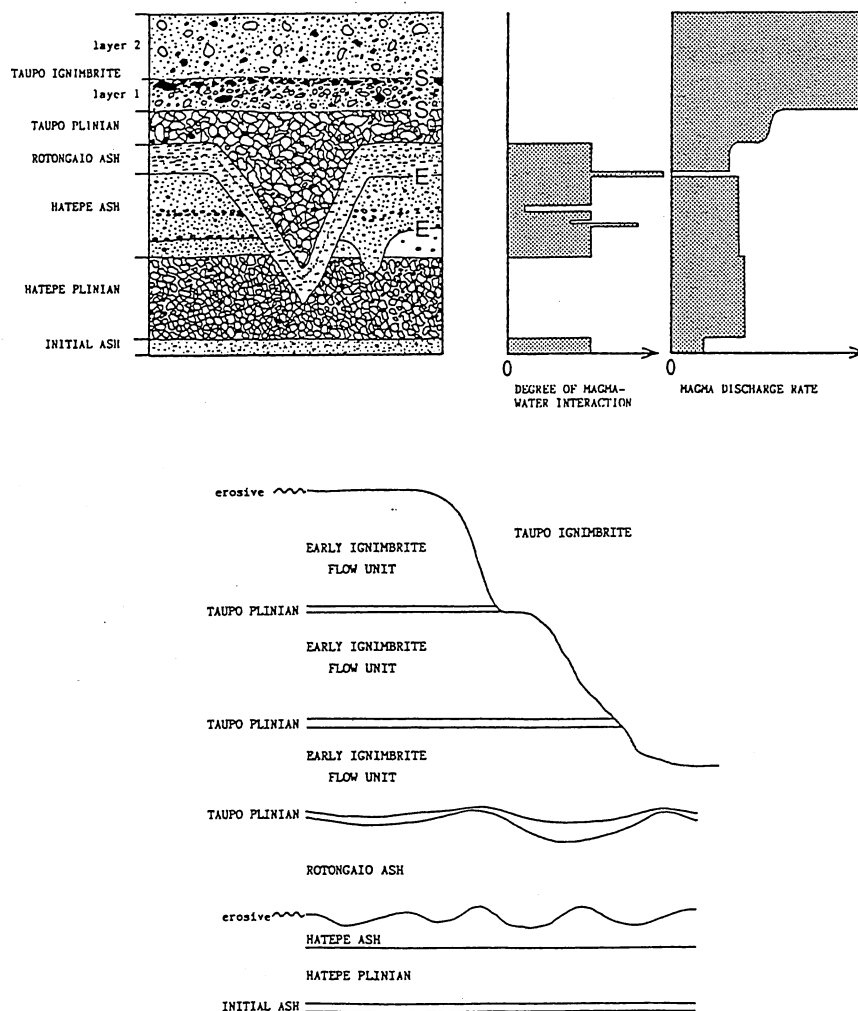 layer 2
TAUPO IGNIMBRITE
layer 1
TAUPO PLINIAN
ROTONGAIO ASH
HATEPE ASH
HATEPE PLINIAN
INITIAL ASH
S
S
E
E
0
DEGREE OF MAGMA-
WATER INTERACTION
0
MAGMA DISCHARGE RATE
erosive
TAUPO IGNIMBRITE
EARLY IGNIMBRITE
FLOW UNIT
TAUPO PLINIAN
EARLY IGNIMBRITE
FLOW UNIT
TAUPO PLINIAN
EARLY IGNIMBRITE
FLOW UNIT
TAUPO PLINIAN
ROTONGAIO ASH
erosive
HATEPE ASH
HATEPE PLINIAN
INITIAL ASH